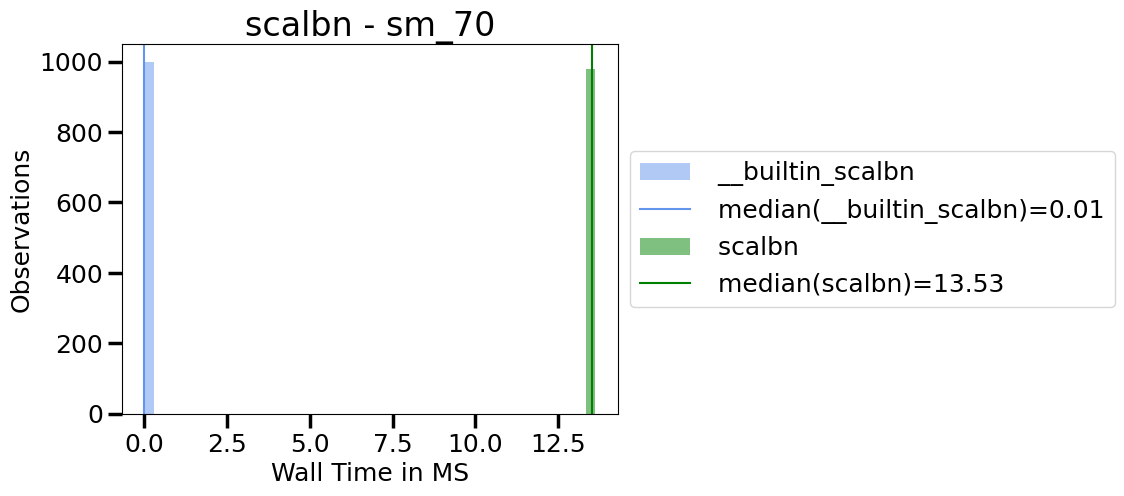 scalbn - sm_70
1000
800
600
400
200
0
Observations
0.0 2.5 5.0 7.5 10.0 12.5
Wall Time in MS
__builtin_scalbn
median(__builtin_scalbn)=0.01
scalbn
median(scalbn)=13.53